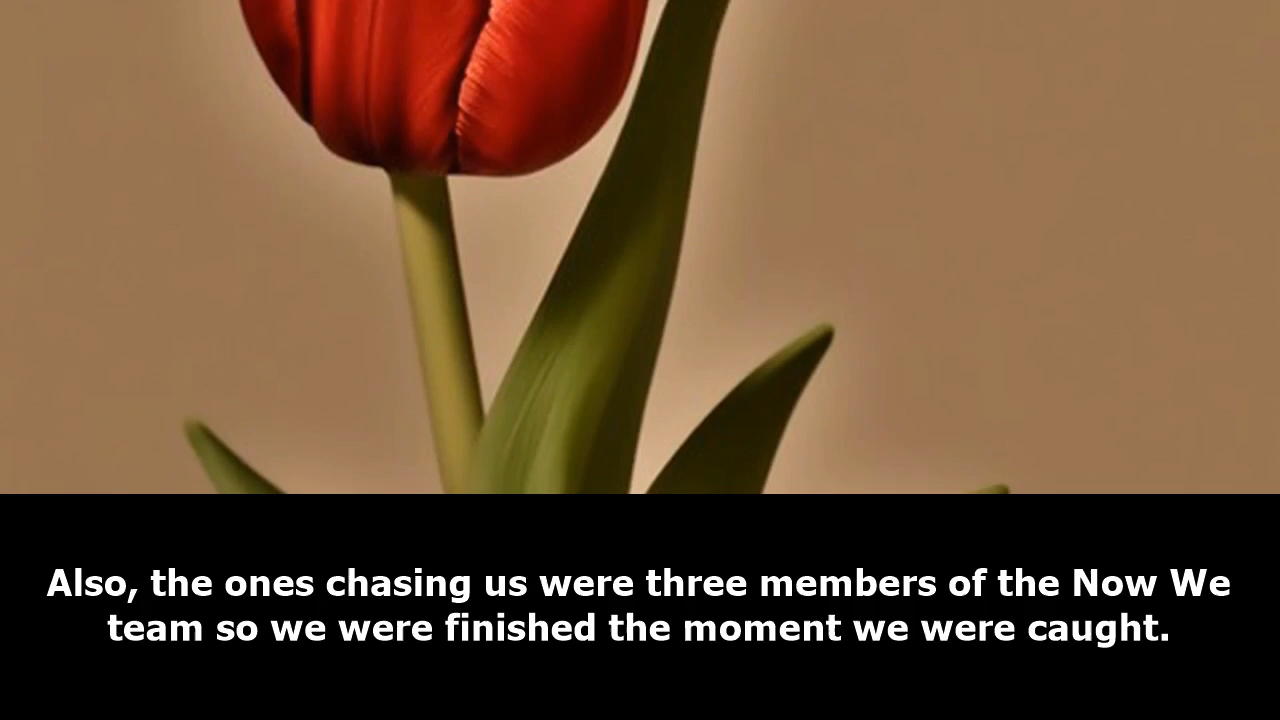 Also, the ones chasing us were three members of the Now We
team so we were finished the moment we were caught.